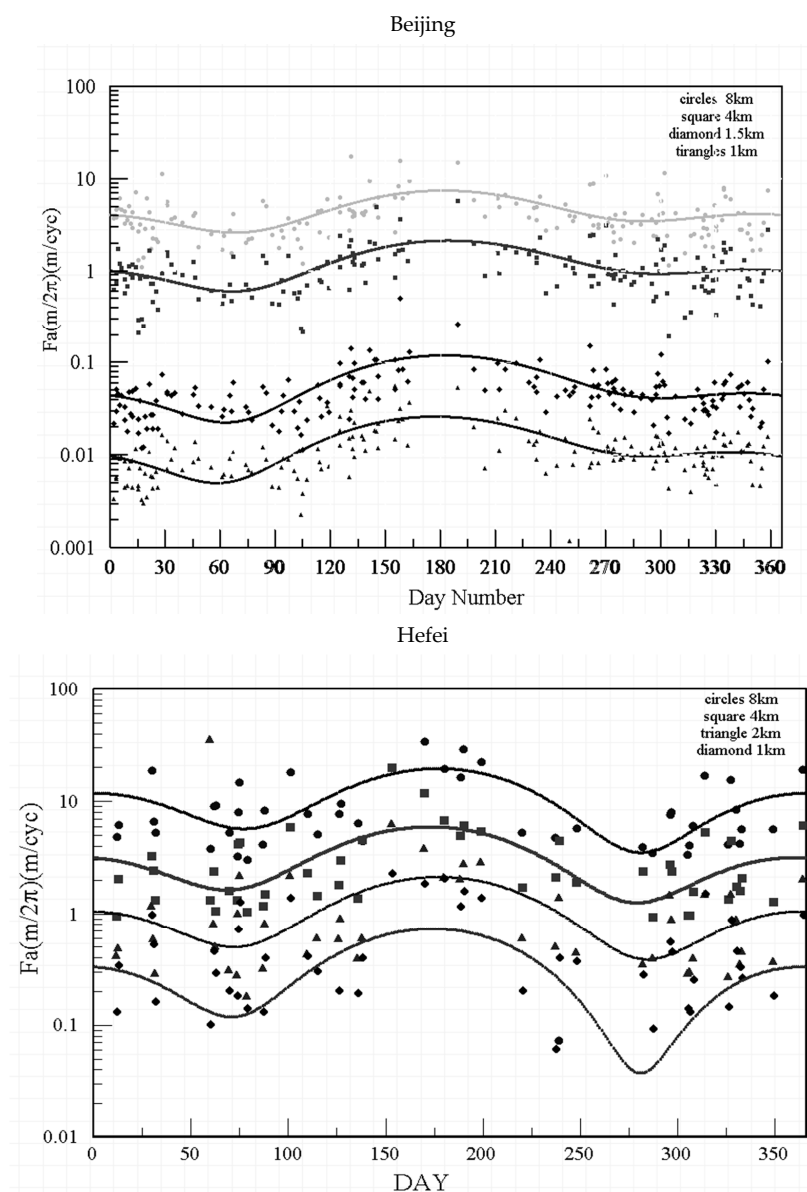 Beijing
100
circles 8km
square 4km
diamond 1.5km
tirangles 1km
10
1
0.1
0.01
0.001
Fa(m/2π)(m/cyc)
0 30 60 90 120 150 180 210 240 270 300 330 360
Day Number
Hefei
100
circles 8km
square 4km
triangle 2km
diamond 1km
10
1
0.1
0.01
Fa(m/2π)(m/cyc)
0 50 100 150 200 250 300 350
DAY